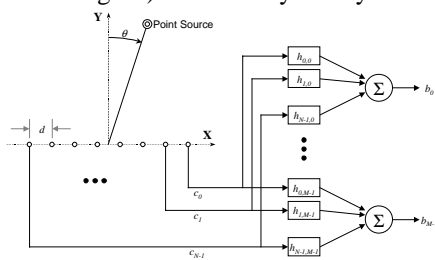 Y
θ
Point Source
d
X
h0,0
h1,0
hN-1,0
Σ
b0
c0
c1
cN-1
h0,M-1
h1,M-1
hN-1,M-1
Σ
bM-